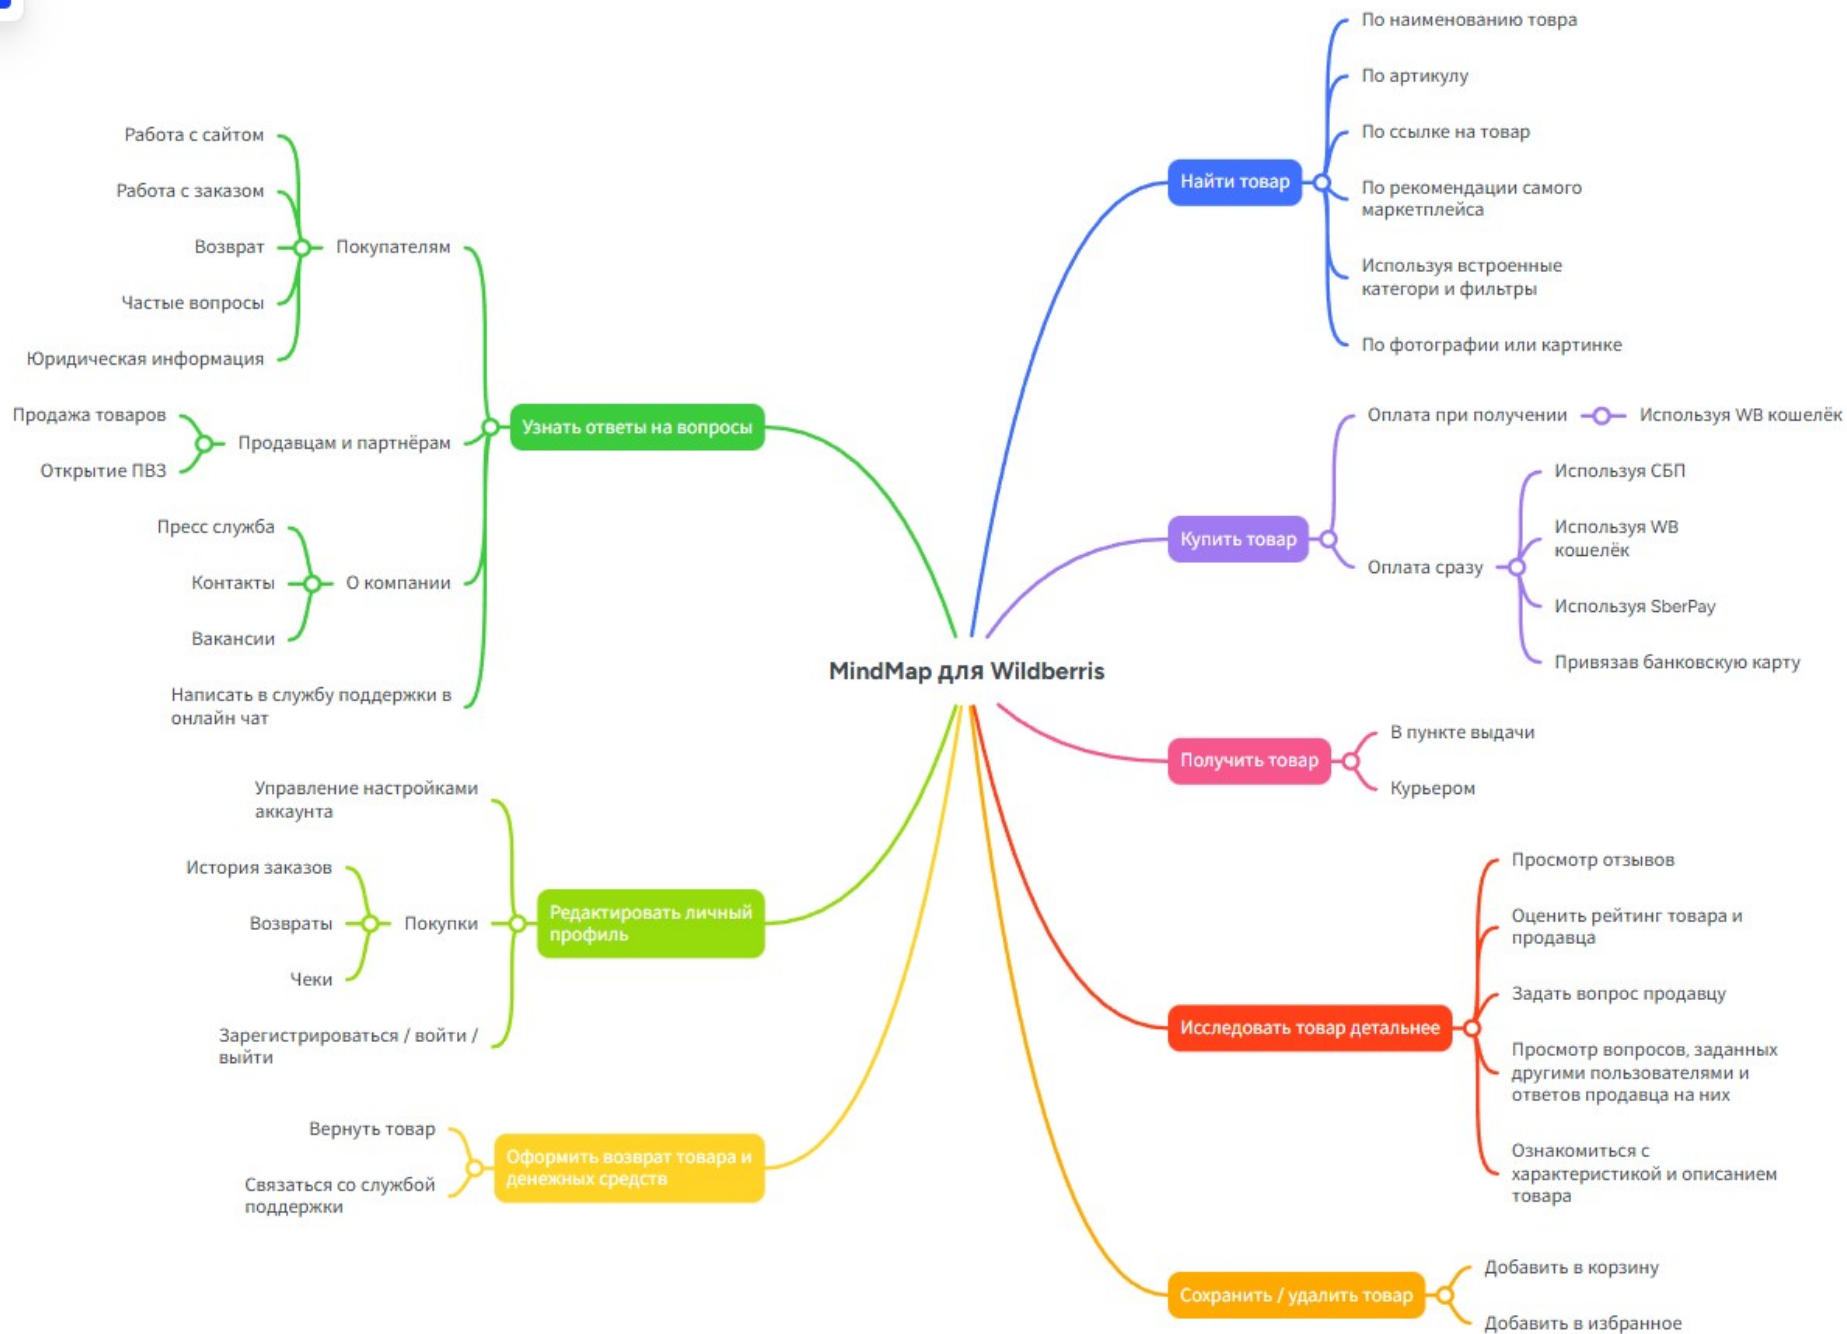 MindMap для Wildberris
Найти товар
По наименованию товра
По артикулу
По ссылке на товар
По рекомендации самого
маркетплейса
Используя встроенные
категори и фильтры
По фотографии или картинке
Купить товар
Оплата при получении
Используя WB кошелёк
Оплата сразу
Используя СБП
Используя WB
кошелёк
Используя SberPay
Привязав банковскую карту
Получить товар
В пункте выдачи
Курьером
Исследовать товар детальнее
Просмотр отзывов
Оценить рейтинг товара и
продавца
Задать вопрос продавцу
Просмотр вопросов, заданных
другими пользователями и
ответов продавца на них
Ознакомиться с
характеристикой и описанием
товара
Сохранить / удалить товар
Добавить в корзину
Добавить в избранное
Узнать ответы на вопросы
Покупателям
Работа с сайтом
Работа с заказом
Возврат
Частые вопросы
Юридическая информация
Продавцам и партнёрам
Продажа товаров
Открытие ПВЗ
О компании
Пресс служба
Контакты
Вакансии
Написать в службу поддержки в
онлайн чат
Редактировать личный
профиль
Управление настройками
аккаунта
Покупки
История заказов
Возвраты
Чеки
Зарегистрироваться / войти /
выйти
Оформить возврат товара и
денежных средств
Вернуть товар
Связаться со службой
поддержки